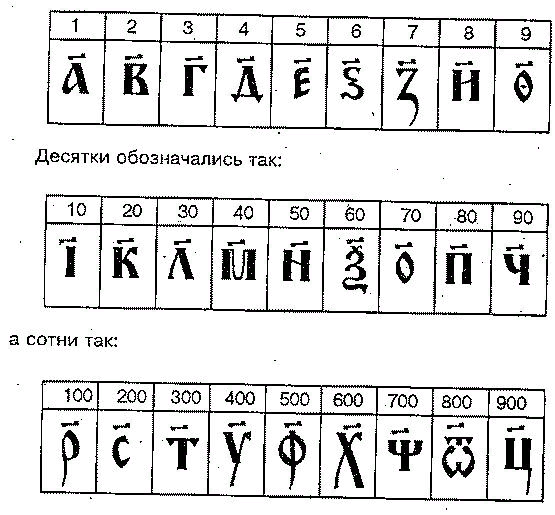 1 2 3 4 5 6 7 8 9
А҃ В҃ Г҃ Д҃ Е҃ Ѕ҃ З҃ И҃ Ѳ҃
Десятки обозначались так:
10 20 30 40 50 60 70 80 90
І҃ К҃ Л҃ М҃ Н҃ Ѯ҃ О҃ П҃ Ч҃
а сотни так:
100 200 300 400 500 600 700 800 900
Р҃ С҃ Т҃ У҃ Ф҃ Х҃ Ѱ҃ Ѿ҃ Ц҃